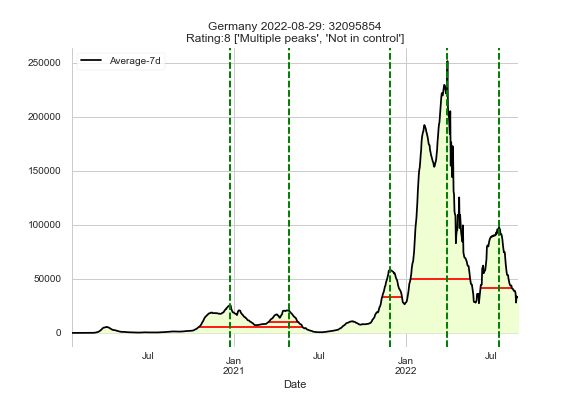 Germany 2022-08-29: 32095854
Rating:8 ['Multiple peaks', 'Not in control']
Average-7d
250000
200000
150000
100000
50000
0
Jul
Jan
2021
Jul
Jan
2022
Jul
Date